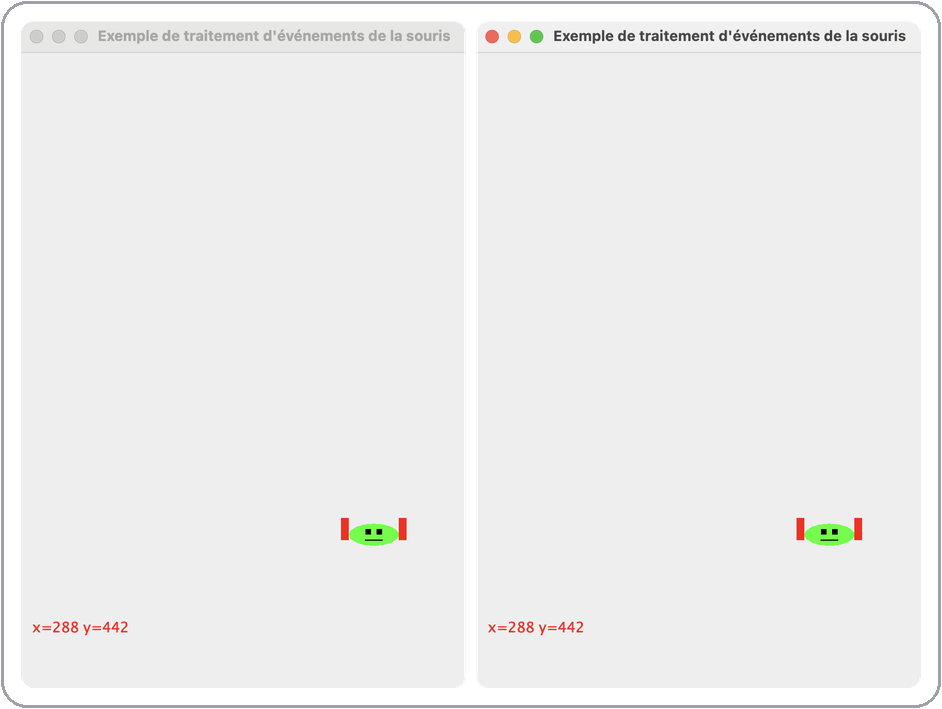 Exemple de traitement d'événements de la souris
x=288 y=442
Exemple de traitement d'événements de la souris
x=288 y=442